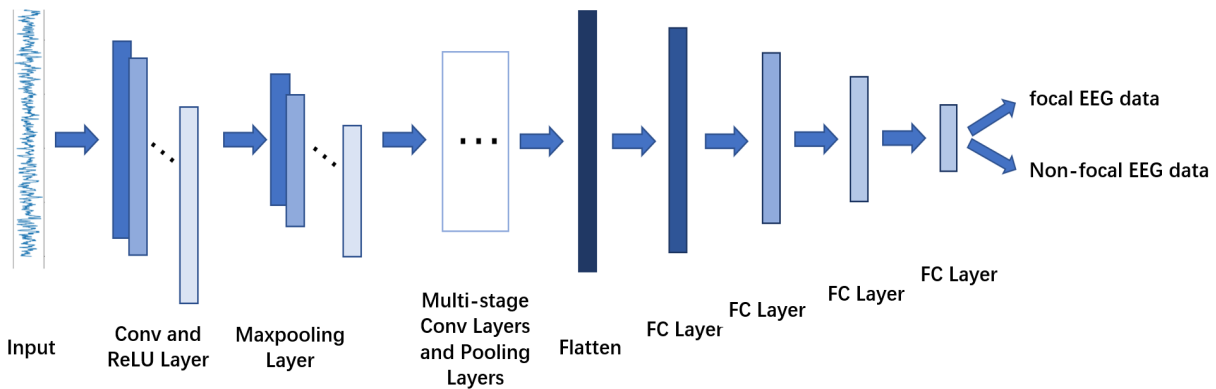 focal EEG data
Non-focal EEG data
Input
Conv and
ReLU Layer
Maxpooling
Layer
Multi-stage
Conv Layers
and Pooling
Layers
Flatten
FC Layer
FC Layer
FC Layer
FC Layer